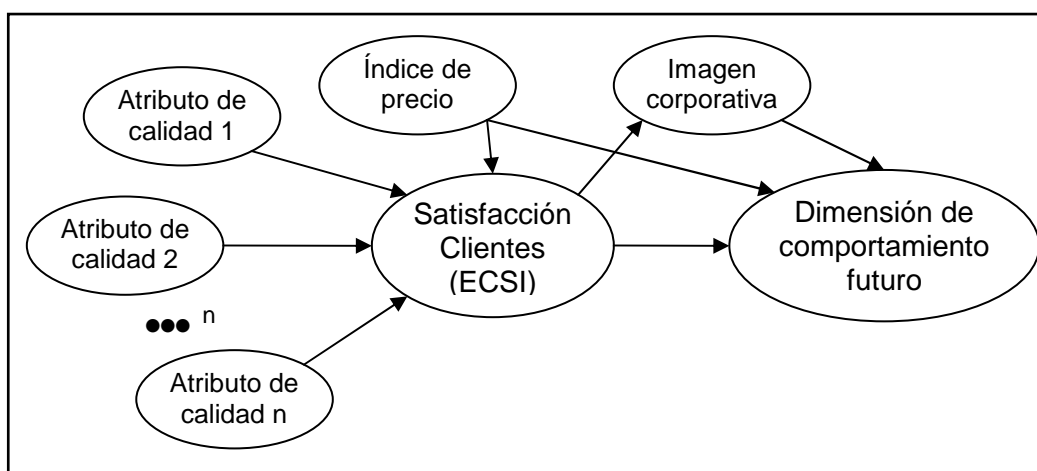 Índice de
precio
Imagen
corporativa
Atributo de
calidad 1
Atributo de
calidad 2
Satisfacción
Clientes
(ECSI)
Dimensión de
comportamiento
futuro
●●● n
Atributo de
calidad n